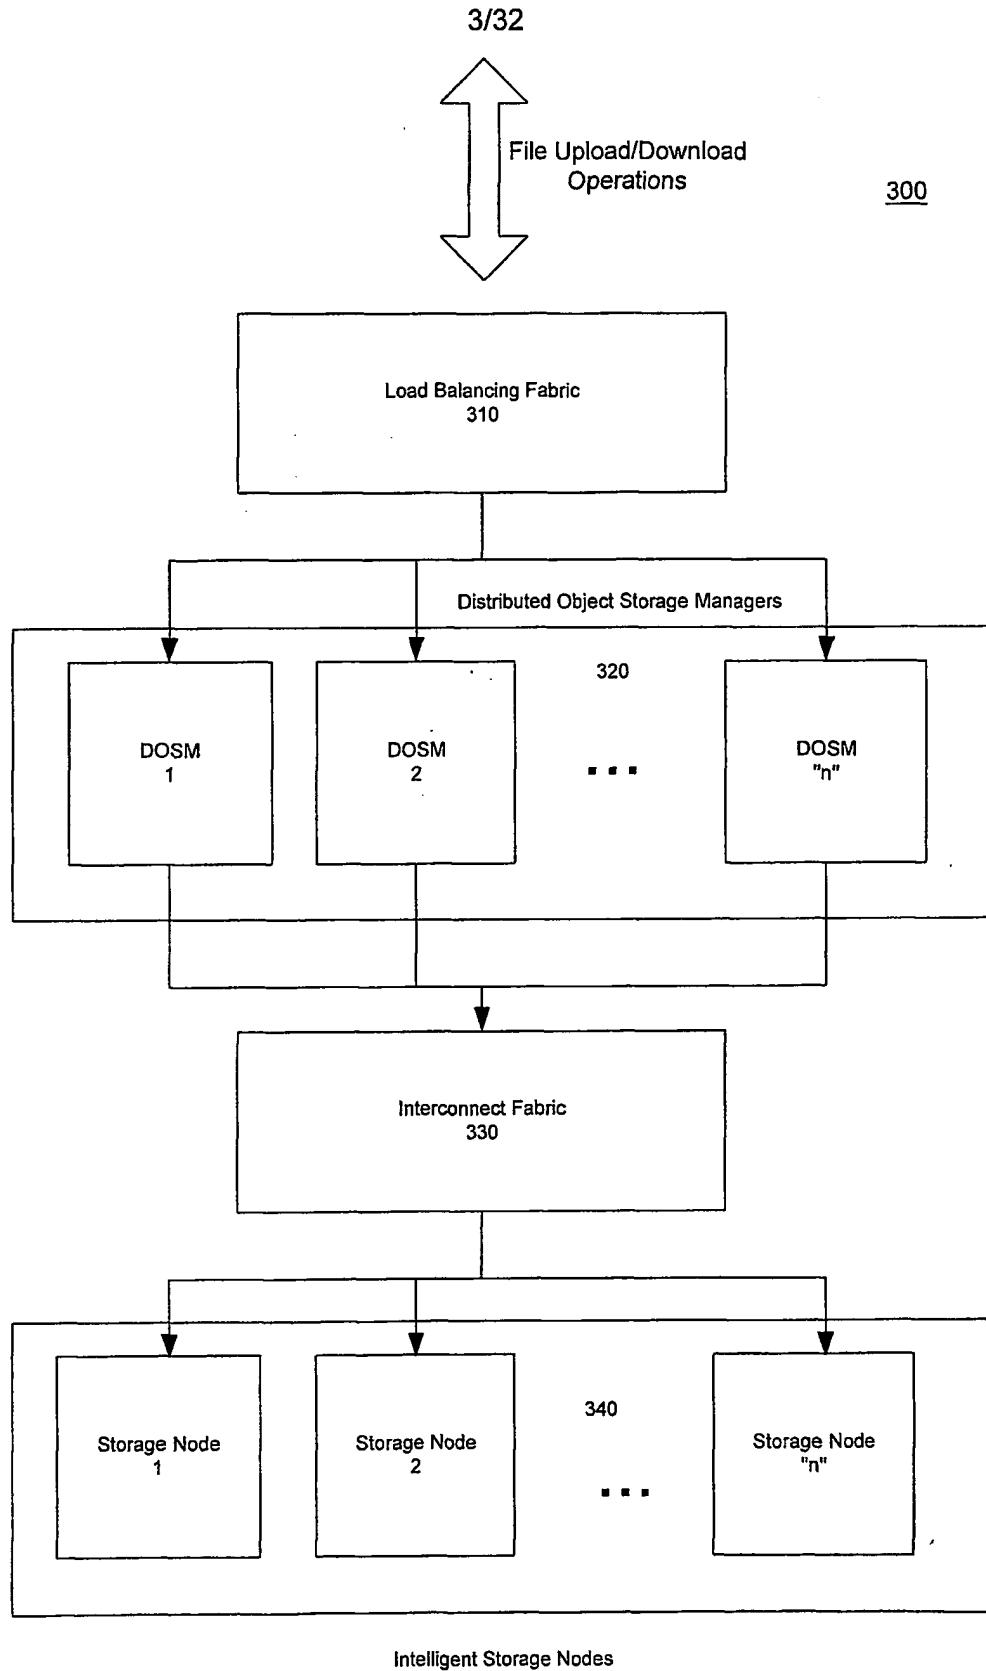 3/32
File Upload/Download
Operations
300
Load Balancing Fabric
310
Distributed Object Storage Managers
320
DOSM
1
DOSM
2
DOSM
"n"
Interconnect Fabric
330
340
Storage Node
1
Storage Node
2
Storage Node
"n"
Intelligent Storage Nodes